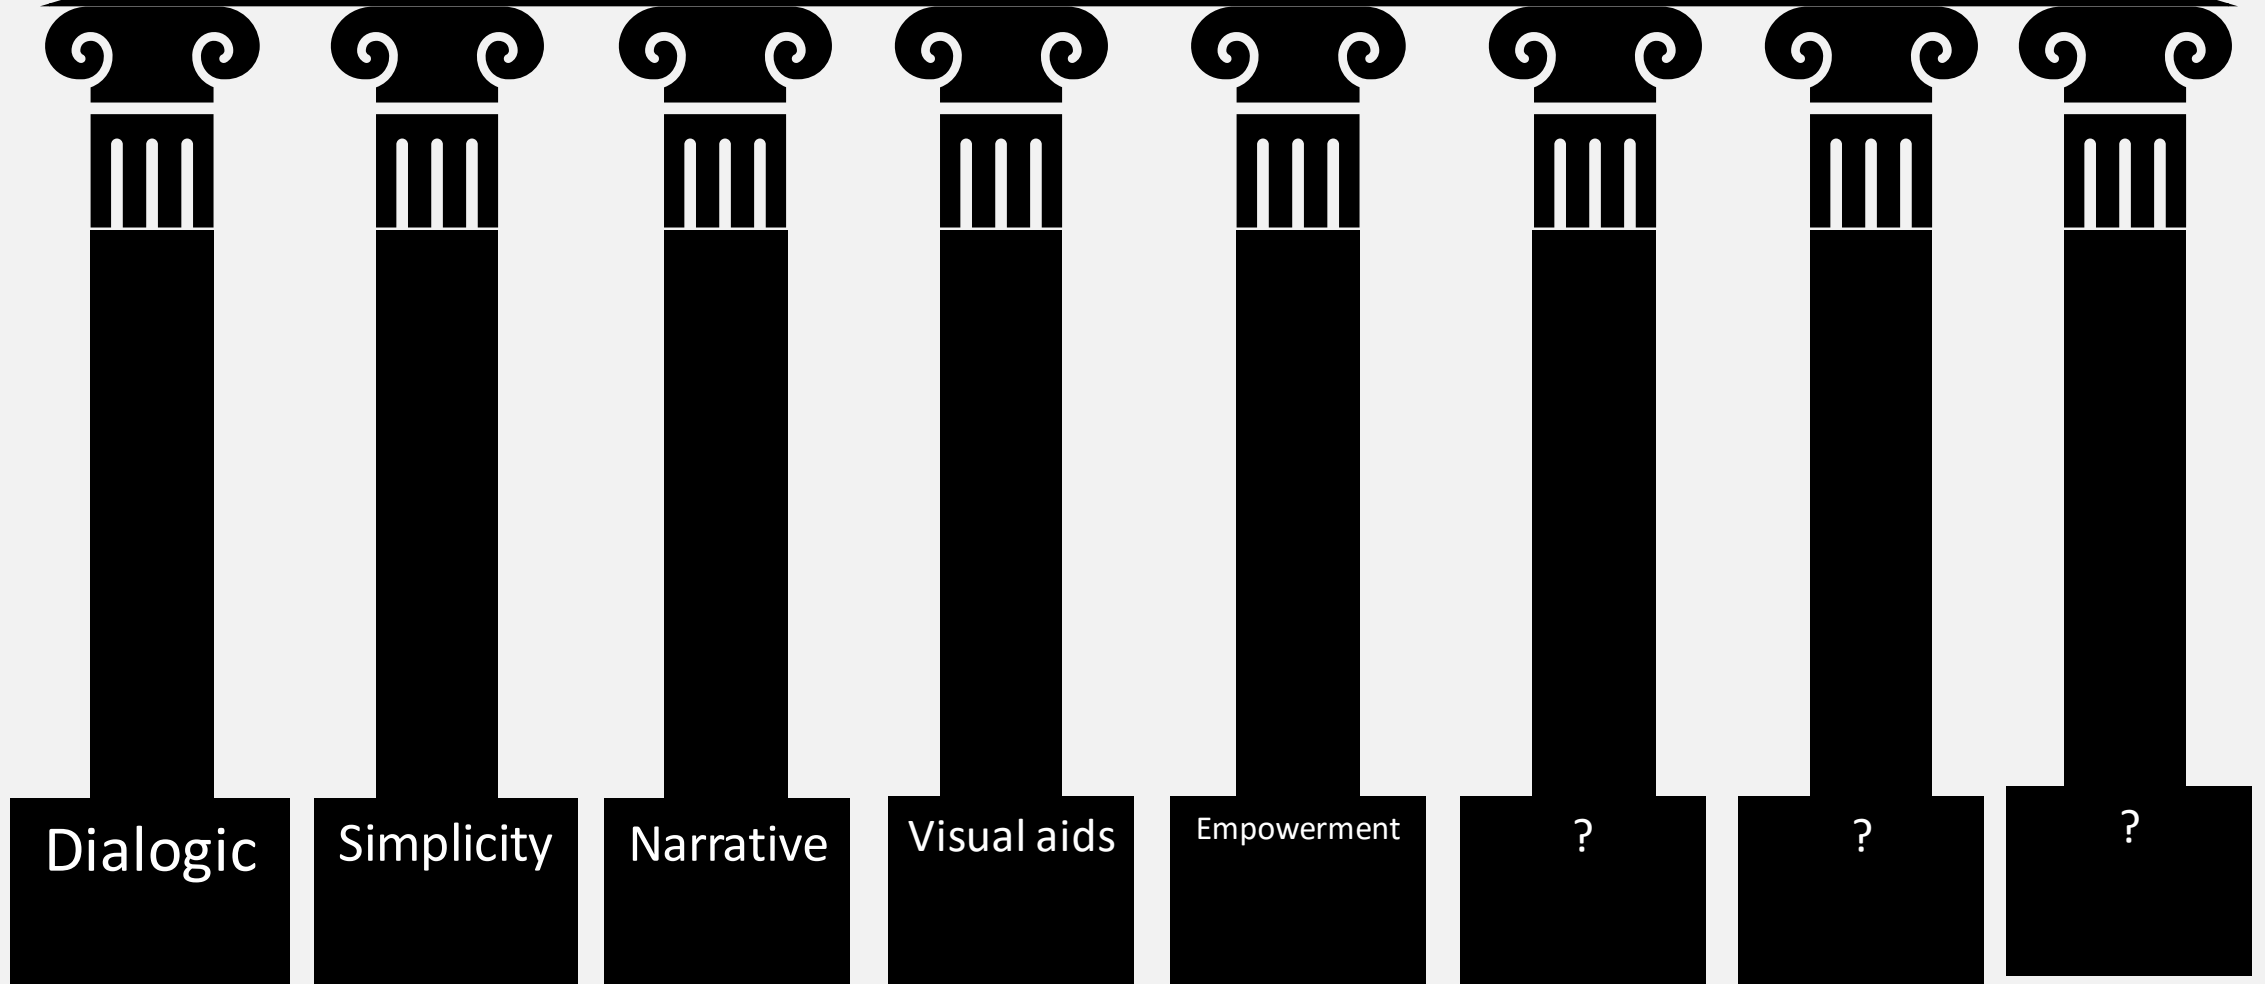 Dialogic
Simplicity
Narrative
Visual aids
Empowerment
?
?
?